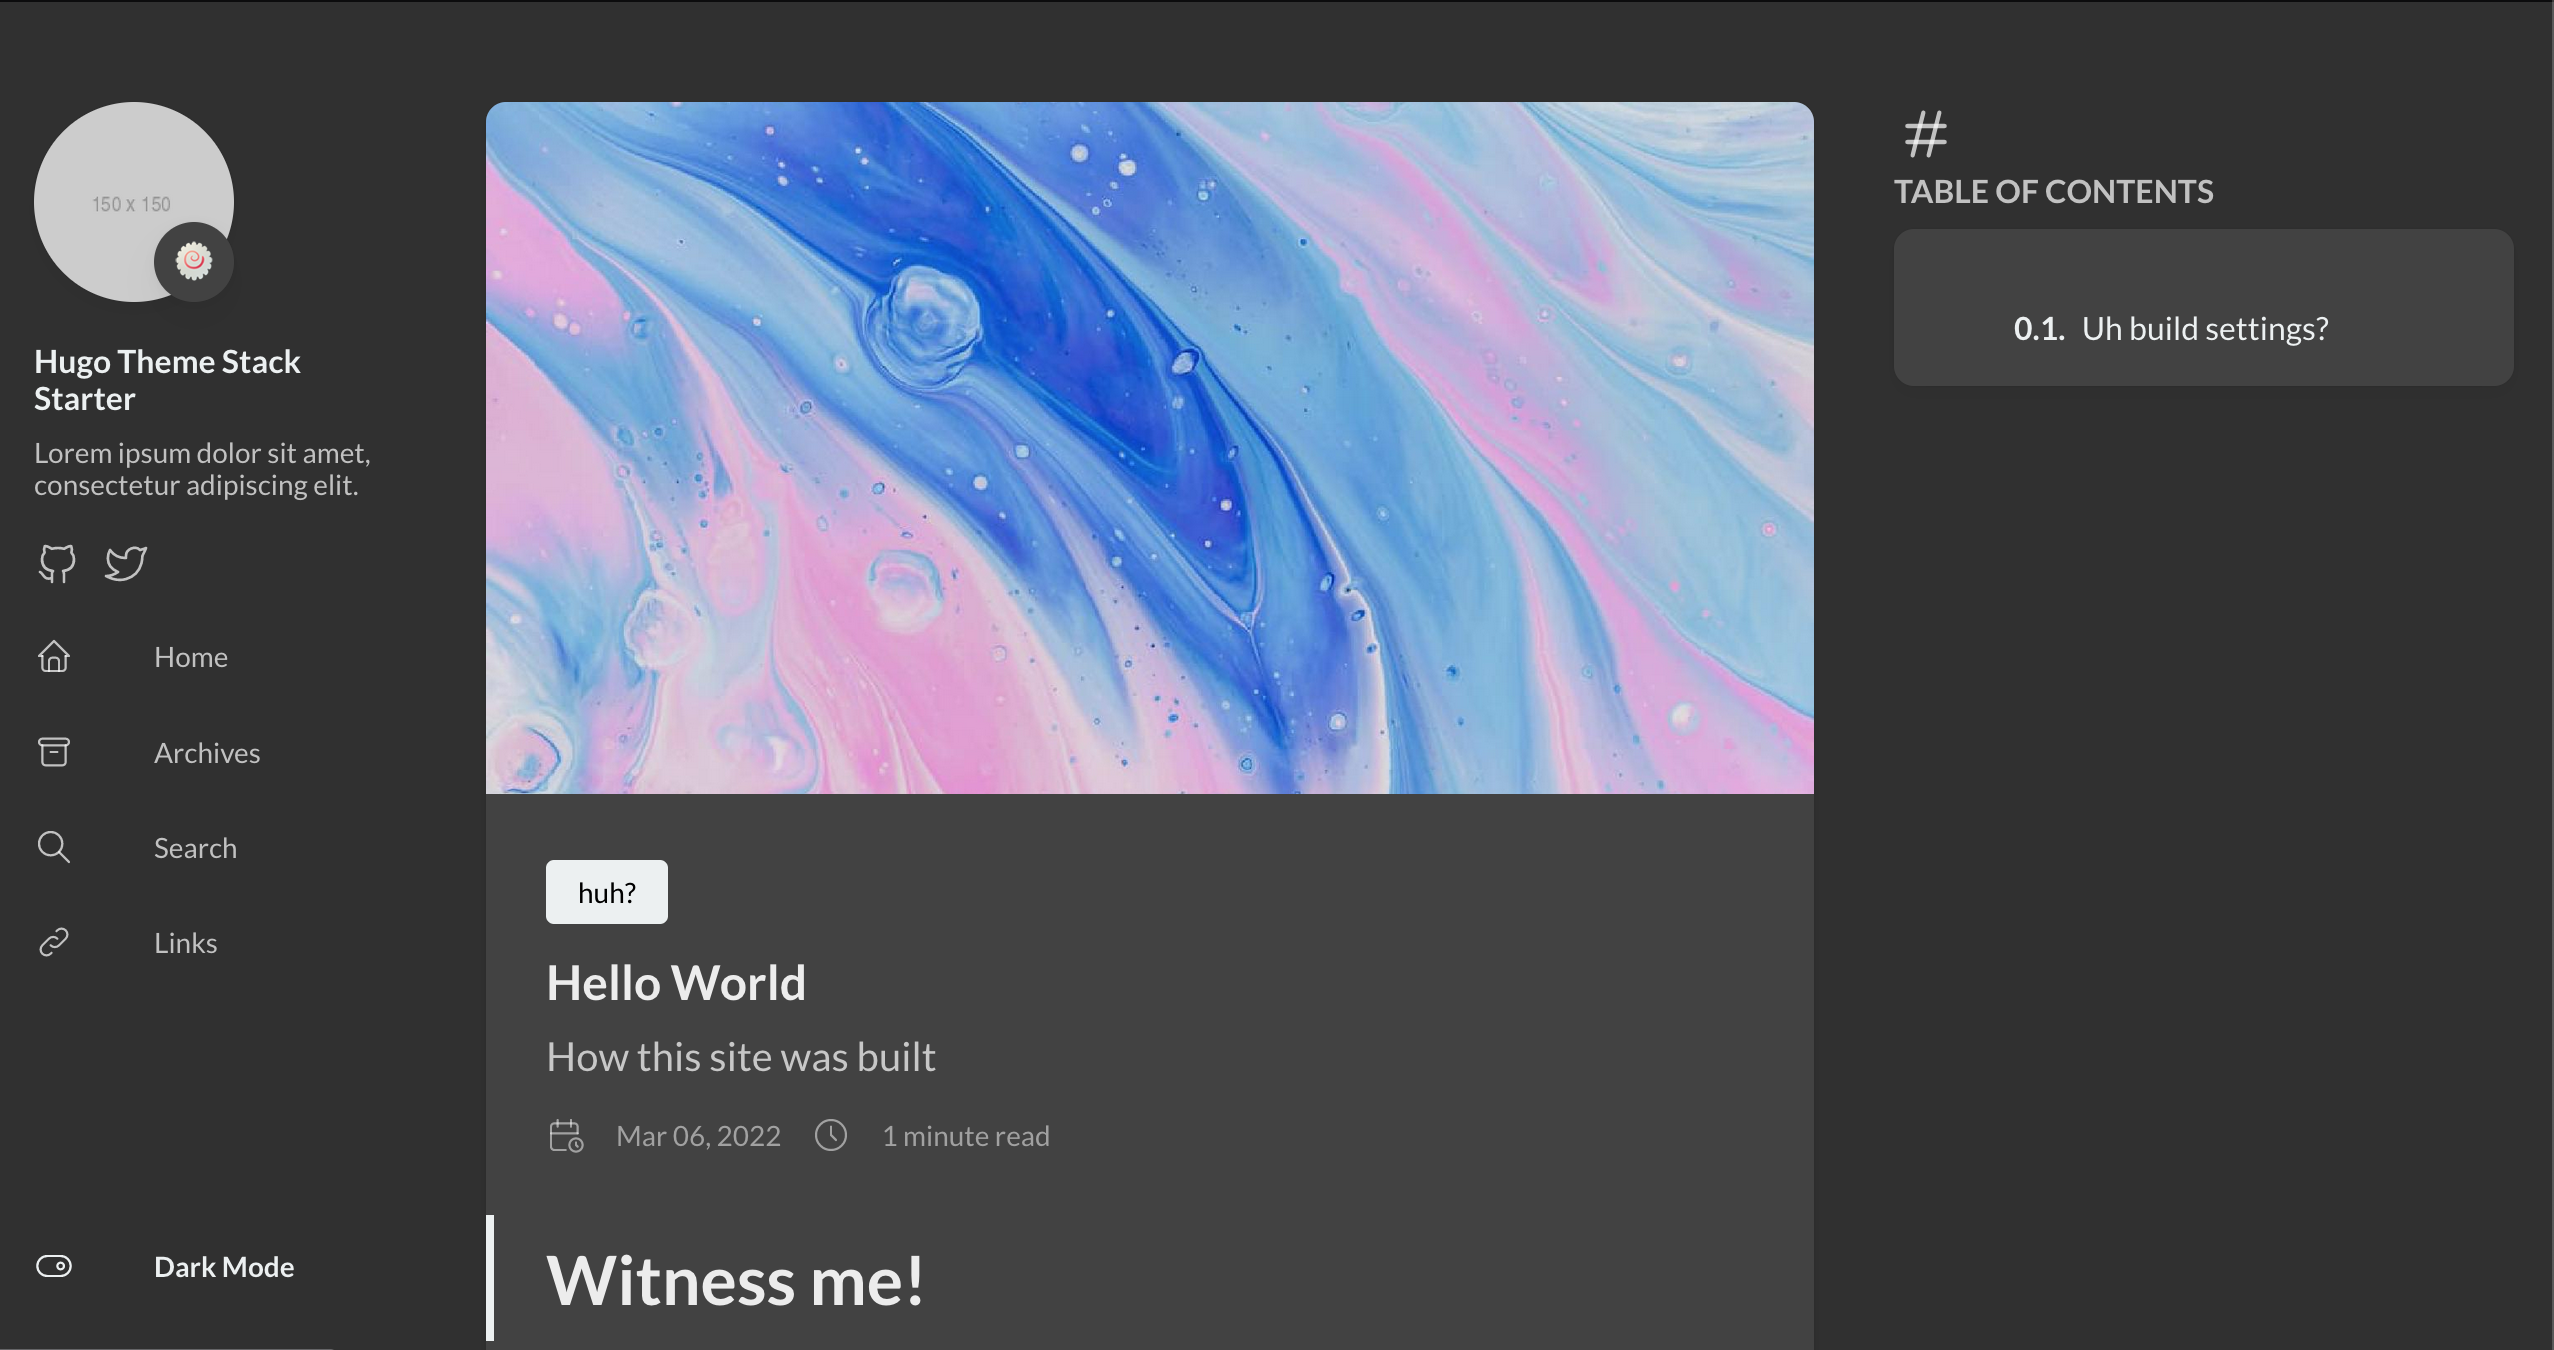 150 x 150
Hugo Theme Stack
Starter
Lorem ipsum dolor sit amet,
consectetur adipiscing elit.
Home
Archives
Search
Links
Dark Mode
huh?
Hello World
How this site was built
Mar 06, 2022 1 minute read
Witness me!
#
TABLE OF CONTENTS
0.1. Uh build settings?